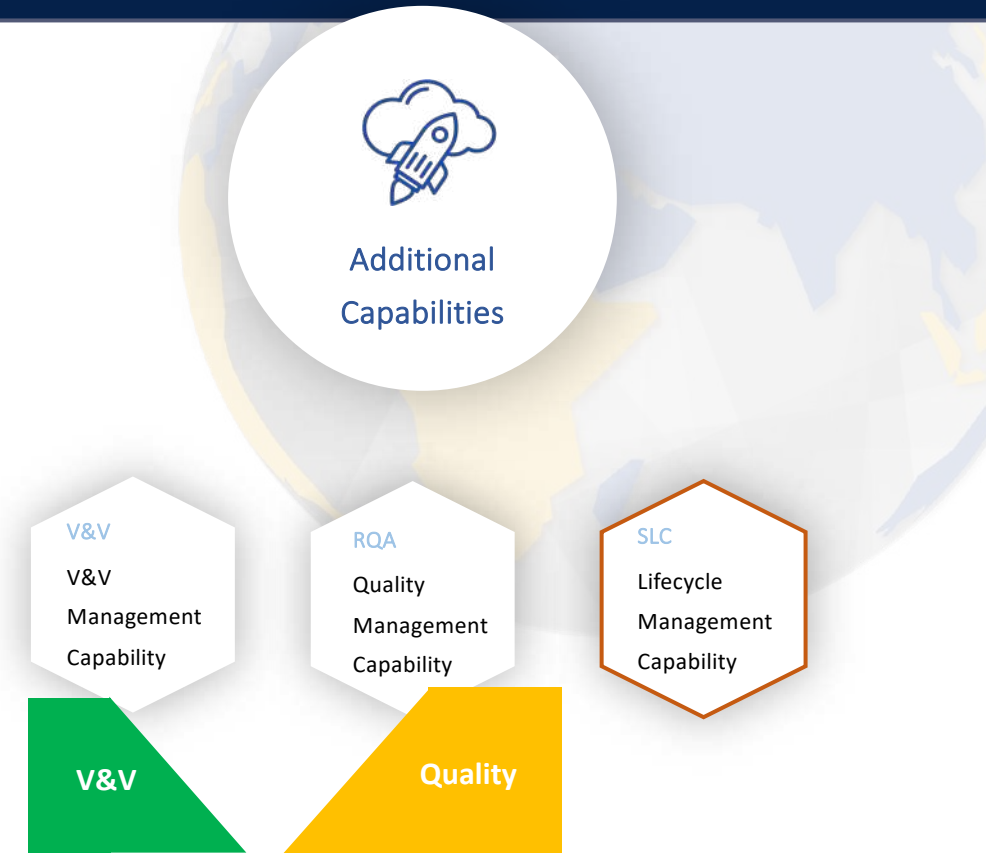 Additional
Capabilities
V&V
V&V
Management
Capability
RQA
Quality
Management
Capability
SLC
Lifecycle
Management
Capability
V&V
Quality